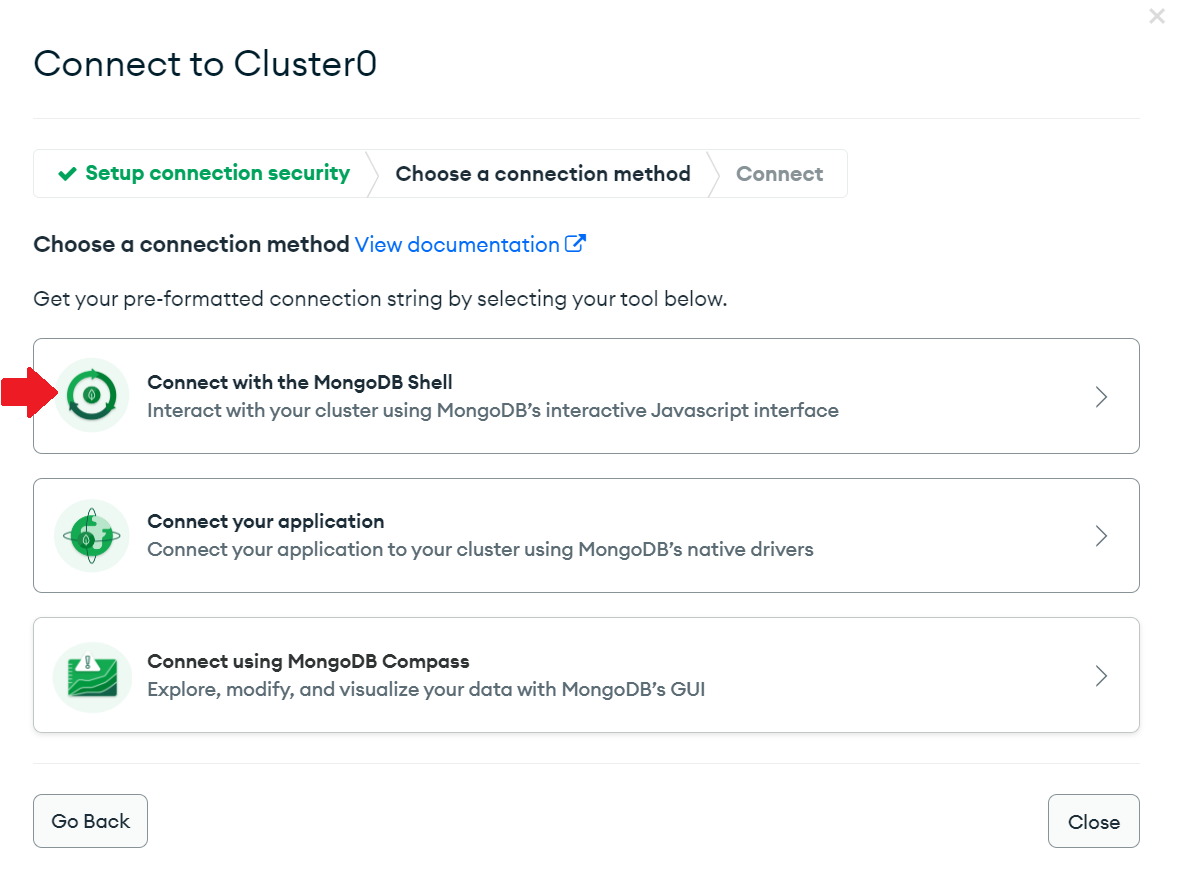 Connect to Cluster0
Setup connection security
Choose a connection method
Connect
Choose a connection method View documentation
Get your pre-formatted connection string by selecting your tool below.
Connect with the MongoDB Shell
Interact with your cluster using MongoDB’s interactive Javascript interface
Connect your application
Connect your application to your cluster using MongoDB’s native drivers
Connect using MongoDB Compass
Explore, modify, and visualize your data with MongoDB’s GUI
Go Back
Close